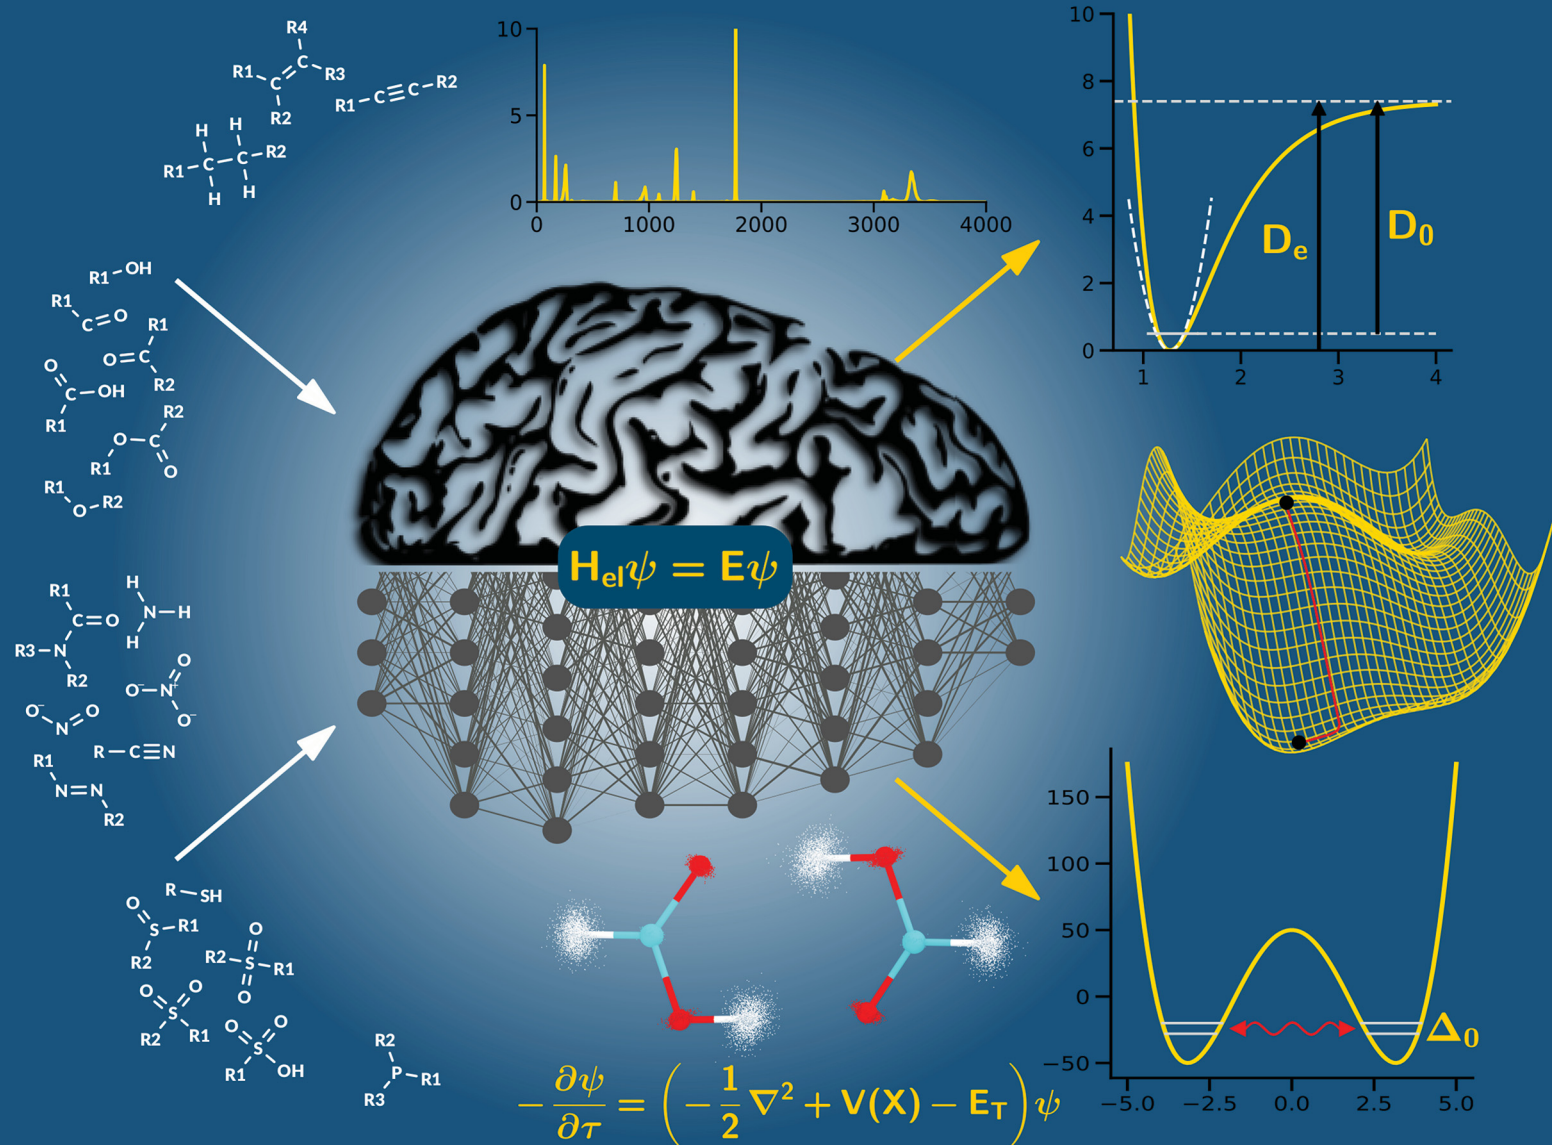 R4
R1
C
C
R3
R2
R1
C≡C
R2
H
H
R1
C
C
R2
H
H
R1
OH
R1
C
O
R1
O
C
R2
O
C
OH
R1
R2
O
C
R1
O
R1
O
R2
R1
C
O
R3
N
R2
H
N
H
H
O
O⁻
N⁺
O⁻
O⁻
N
O
R
C
N
R1
N
N
R2
R
SH
O
S
R1
R2
O
R2
S
R1
O
O
O
S
R2
R1
O
O
S
R1
OH
R2
P
R1
R3
10
5
0
0 1000 2000 3000 4000
Hₑₗψ = Eψ
10
8
6
4
2
0
Dₑ
D₀
1 2 3 4
150
100
50
0
−50
Δ₀
−5.0 −2.5 0.0 2.5 5.0
−∂ψ/∂τ = (−1/2 ∇² + V(X) − E_T)ψ